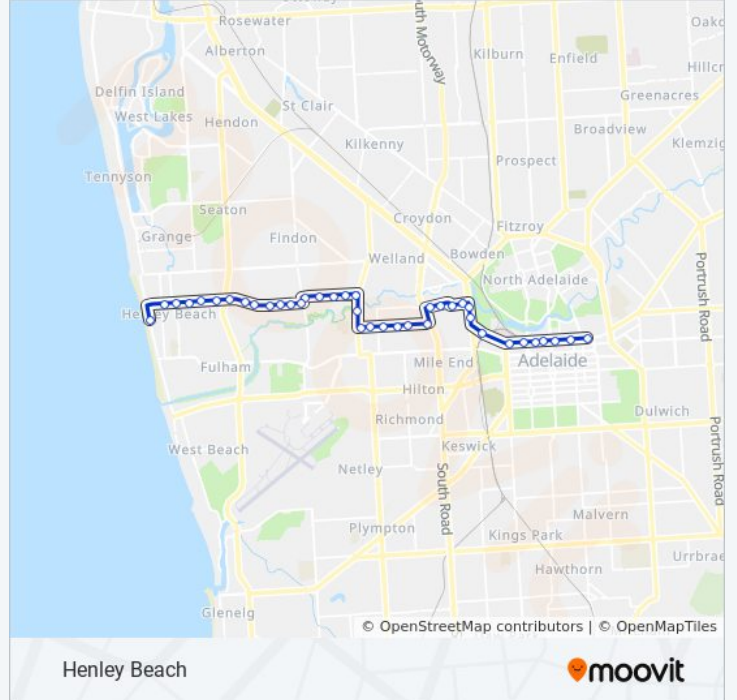 Rosewater
Oakd
Alberton
South Motorway
Kilburn
Enfield
Hillcr
Delfin Island
Greenacres
West Lakes
St Clair
Hendon
Broadview
Kilkenny
Klemzig
Prospect
Tennyson
Seaton
Croydon
Fitzroy
Grange
Findon
Welland
Bowden
Portrush Road
North Adelaide
Henley Beach
Mile End
Adelaide
Fulham
Hilton
Dulwich
Richmond
Portrush Road
West Beach
Keswick
Netley
South Road
Malvern
Plympton
Kings Park
Urrbrae
Hawthorn
Glenelg
© OpenStreetMap contributors | © OpenMapTiles
Henley Beach
moovit